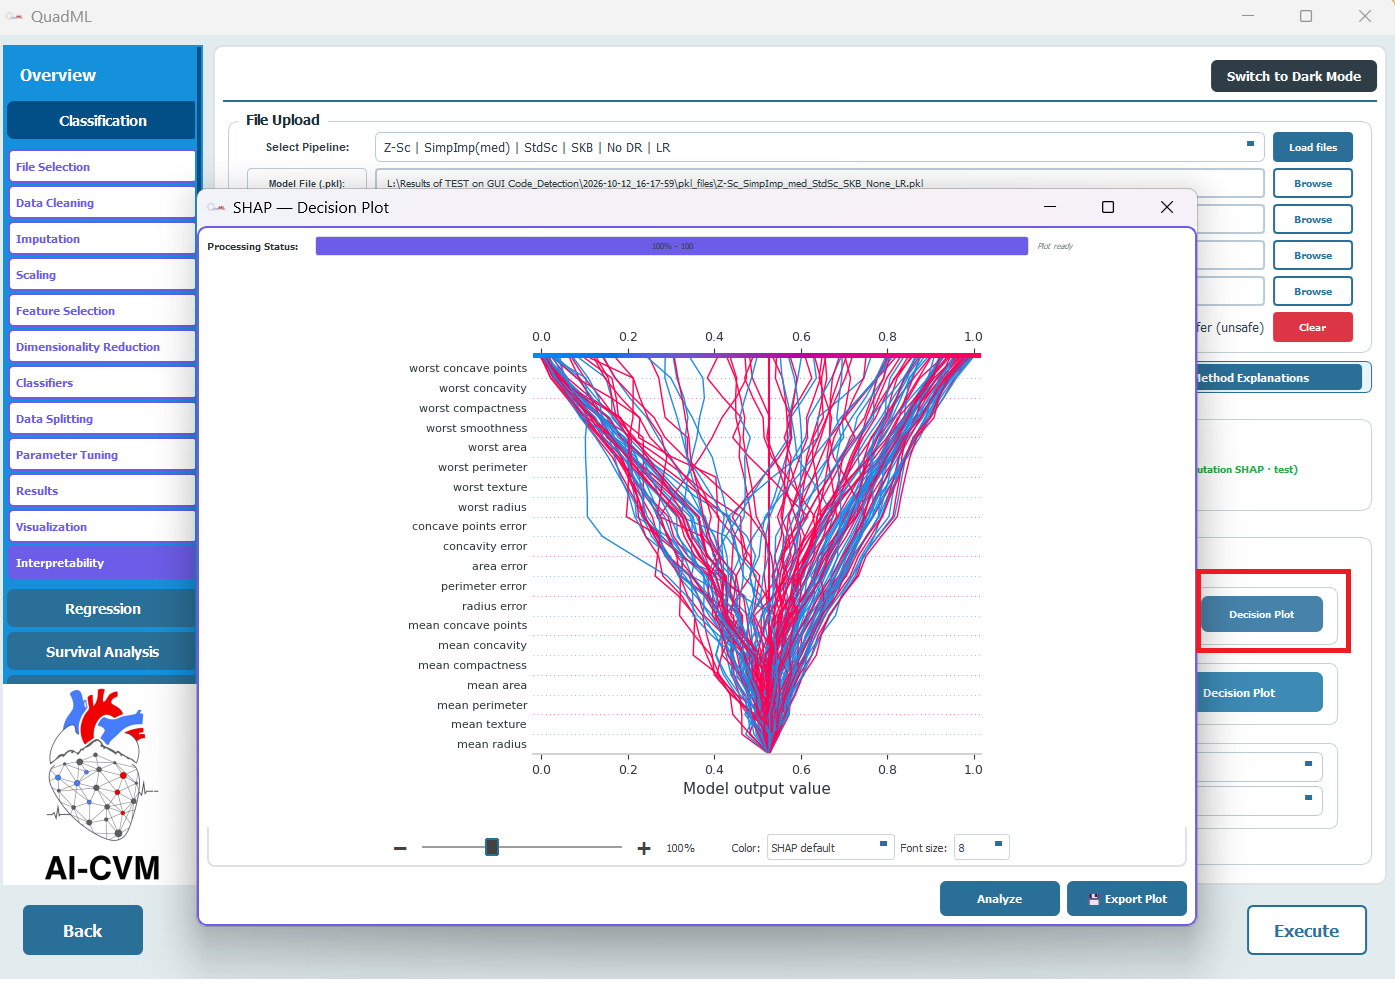 QuadML
Overview
Classification
File Selection
Data Cleaning
Imputation
Scaling
Feature Selection
Dimensionality Reduction
Classifiers
Data Splitting
Parameter Tuning
Results
Visualization
Interpretability
Regression
Survival Analysis
AI-CVM
Back
Switch to Dark Mode
File Upload
Select Pipeline:
Z-Sc | SimpImp(med) | StdSc | SKB | No DR | LR
Load files
Model File (.pkl):
L:\Results of TEST on GUI Code_Detection\2026-10-12_16-17-59\pkl_files\Z-Sc_SimpImp_med_StdSc_SKB_None_LR.pkl
Browse
Browse
Browse
Browse
fer (unsafe)
Clear
Method Explanations
utation SHAP · test)
Decision Plot
Decision Plot
SHAP — Decision Plot
Processing Status:
100% - 100
Plot ready
0.0 0.2 0.4 0.6 0.8 1.0
worst concave points
worst concavity
worst compactness
worst smoothness
worst area
worst perimeter
worst texture
worst radius
concave points error
concavity error
area error
perimeter error
radius error
mean concave points
mean concavity
mean compactness
mean area
mean perimeter
mean texture
mean radius
0.0 0.2 0.4 0.6 0.8 1.0
Model output value
100%
Color:
SHAP default
Font size:
8
Analyze
Export Plot
Execute